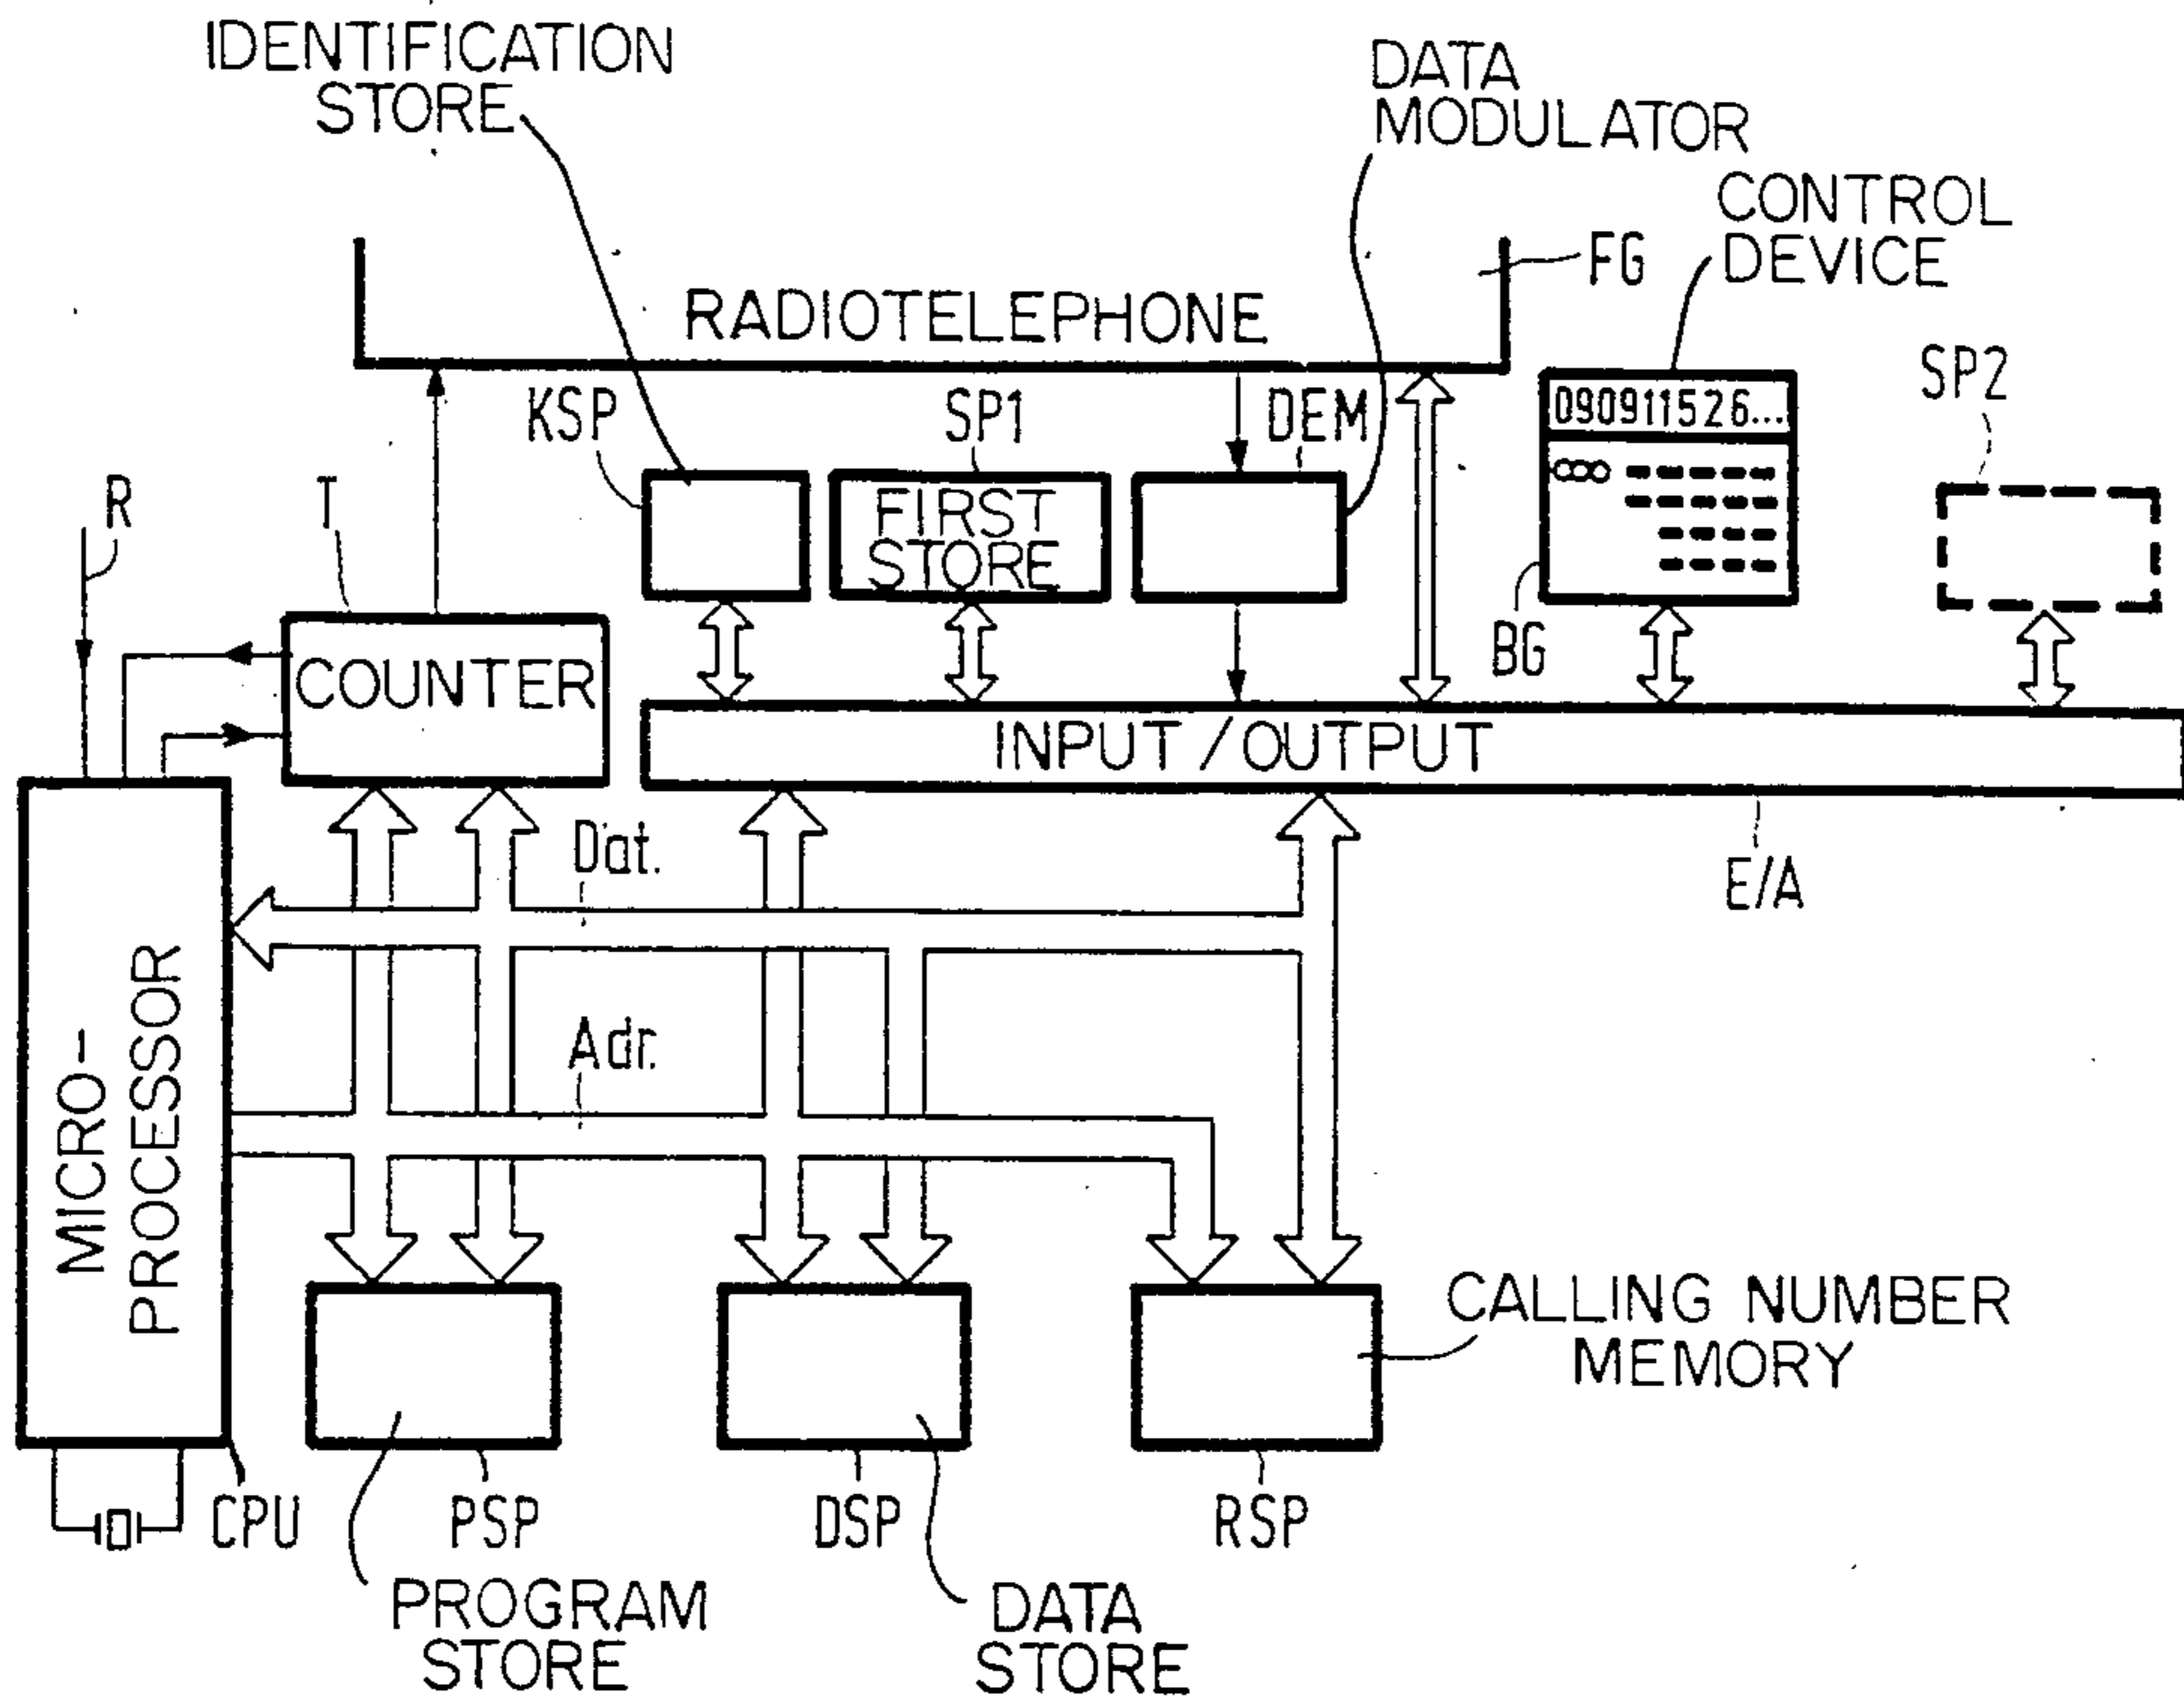 IDENTIFICATION
STORE
DATA
MODULATOR
CONTROL
DEVICE
FG
RADIOTELEPHONE
SP2
KSP
SP1
DEM
090911526...
R
T
FIRST
STORE
BG
COUNTER
INPUT/OUTPUT
Dat.
E/A
MICRO-
PROCESSOR
Adr.
CALLING NUMBER
MEMORY
CPU
PSP
DSP
RSP
PROGRAM
STORE
DATA
STORE